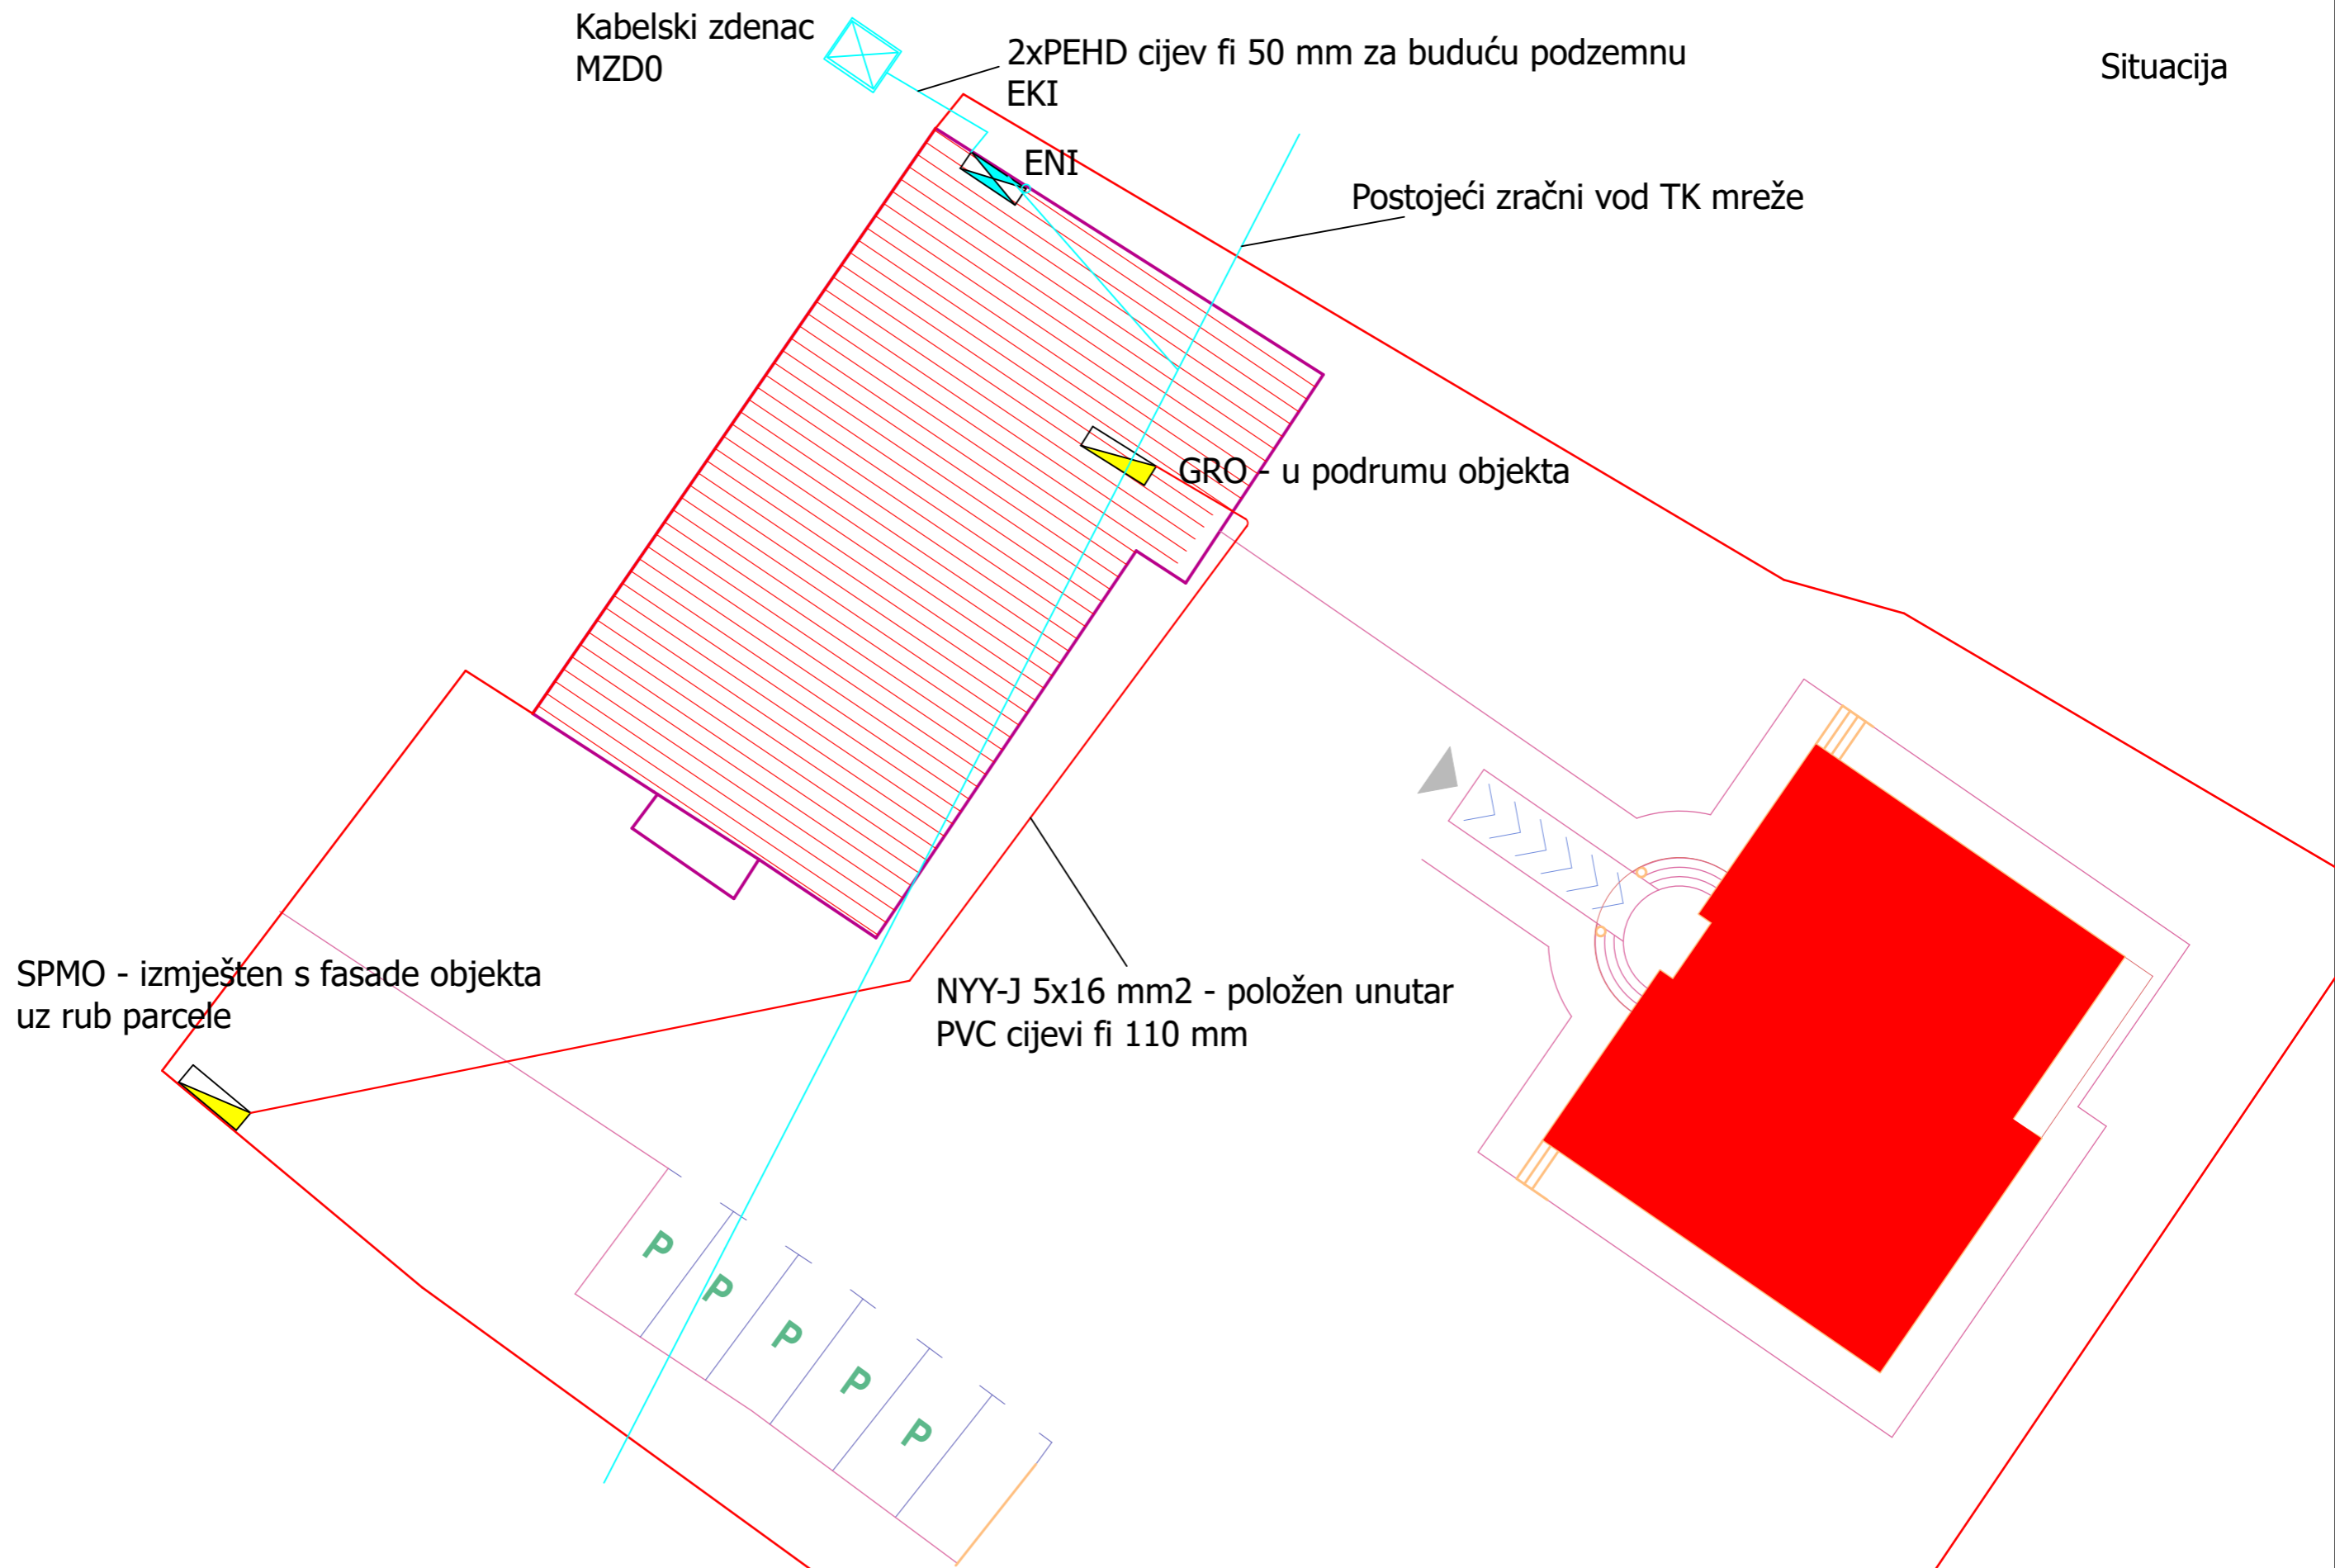 Kabelski zdenac
MZD0
2xPEHD cijev fi 50 mm za buduću podzemnu
EKI
Situacija
ENI
Postojeći zračni vod TK mreže
GRO - u podrumu objekta
SPMO - izmješten s fasade objekta
uz rub parcele
NYY-J 5x16 mm2 - položen unutar
PVC cijevi fi 110 mm
P
P
P
P
P